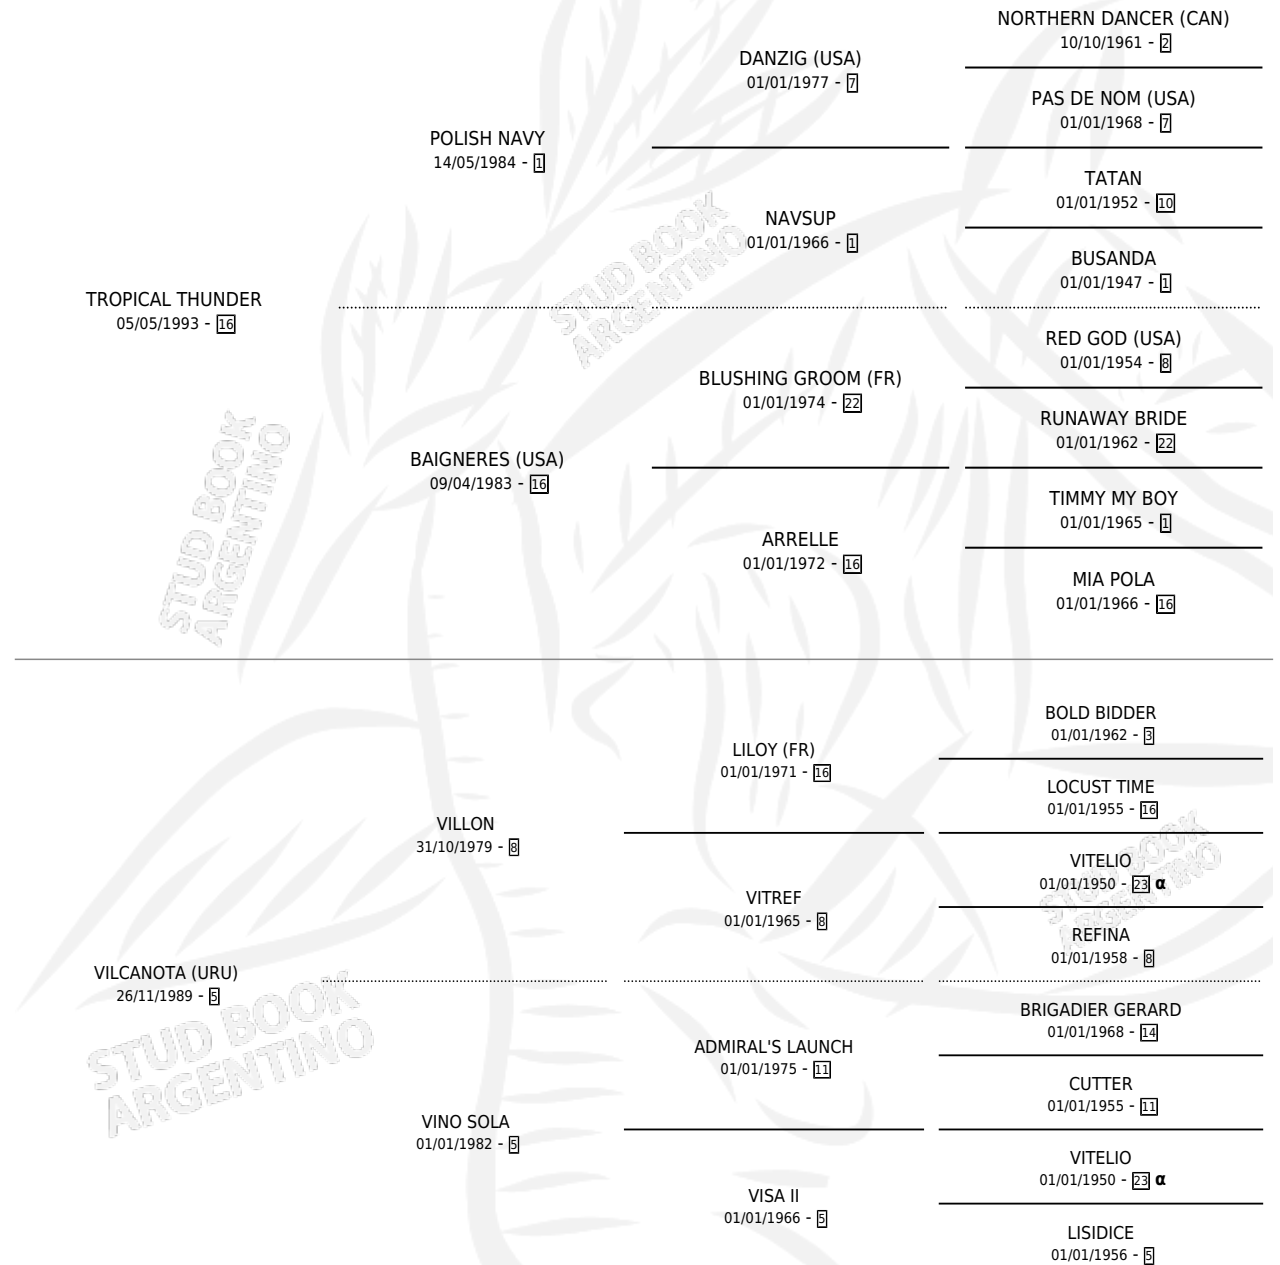 NORTHERN DANCER (CAN)
10/10/1961 - 2
DANZIG (USA)
01/01/1977 - 7
PAS DE NOM (USA)
01/01/1968 - 7
POLISH NAVY
14/05/1984 - 1
TATAN
01/01/1952 - 10
NAVSUP
01/01/1966 - 1
BUSANDA
01/01/1947 - 1
STUD BOOK
ARGENTINO
TROPICAL THUNDER
05/05/1993 - 16
RED GOD (USA)
01/01/1954 - 8
BLUSHING GROOM (FR)
01/01/1974 - 22
RUNAWAY BRIDE
01/01/1962 - 22
BAIGNERES (USA)
09/04/1983 - 16
TIMMY MY BOY
01/01/1965 - 1
ARRELLE
01/01/1972 - 16
MIA POLA
01/01/1966 - 16
STUD BOOK
ARGENTINO
BOLD BIDDER
01/01/1962 - 3
LILOY (FR)
01/01/1971 - 16
LOCUST TIME
01/01/1955 - 16
VILLON
31/10/1979 - 8
VITELIO
01/01/1950 - 23 α
VITREF
01/01/1965 - 8
REFINA
01/01/1958 - 8
STUD BOOK
ARGENTINO
VILCANOTA (URU)
26/11/1989 - 5
BRIGADIER GERARD
01/01/1968 - 14
ADMIRAL'S LAUNCH
01/01/1975 - 11
CUTTER
01/01/1955 - 11
VINO SOLA
01/01/1982 - 5
VITELIO
01/01/1950 - 23 α
VISA II
01/01/1966 - 5
LISIDICE
01/01/1956 - 5
STUD BOOK
ARGENTINO